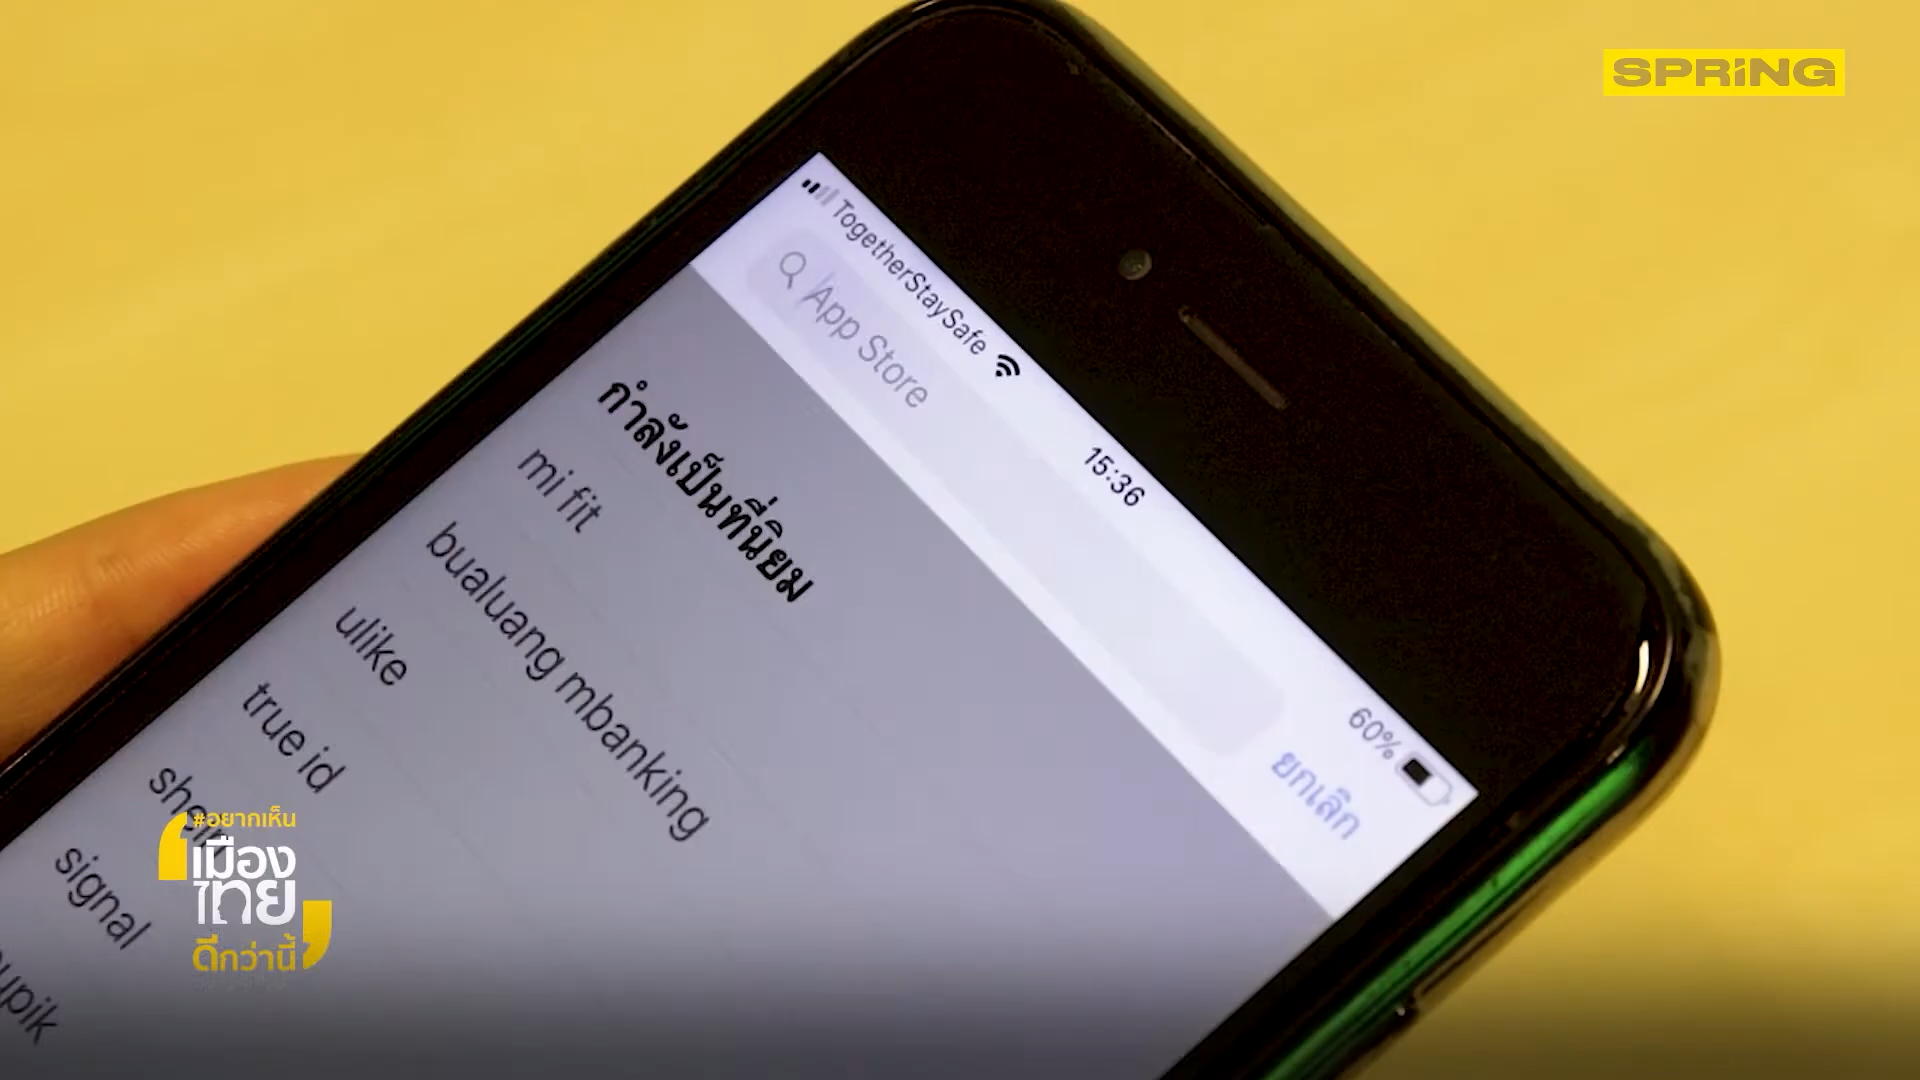 SPRiNG
TogetherStaySafe
15:36
60%
App Store
ยกเลิก
กำลังเป็นที่นิยม
mi fit
bualuang mbanking
ulike
true id
shein
signal
#อยากเห็น
เมือง
ไทย
ดีกว่านี้